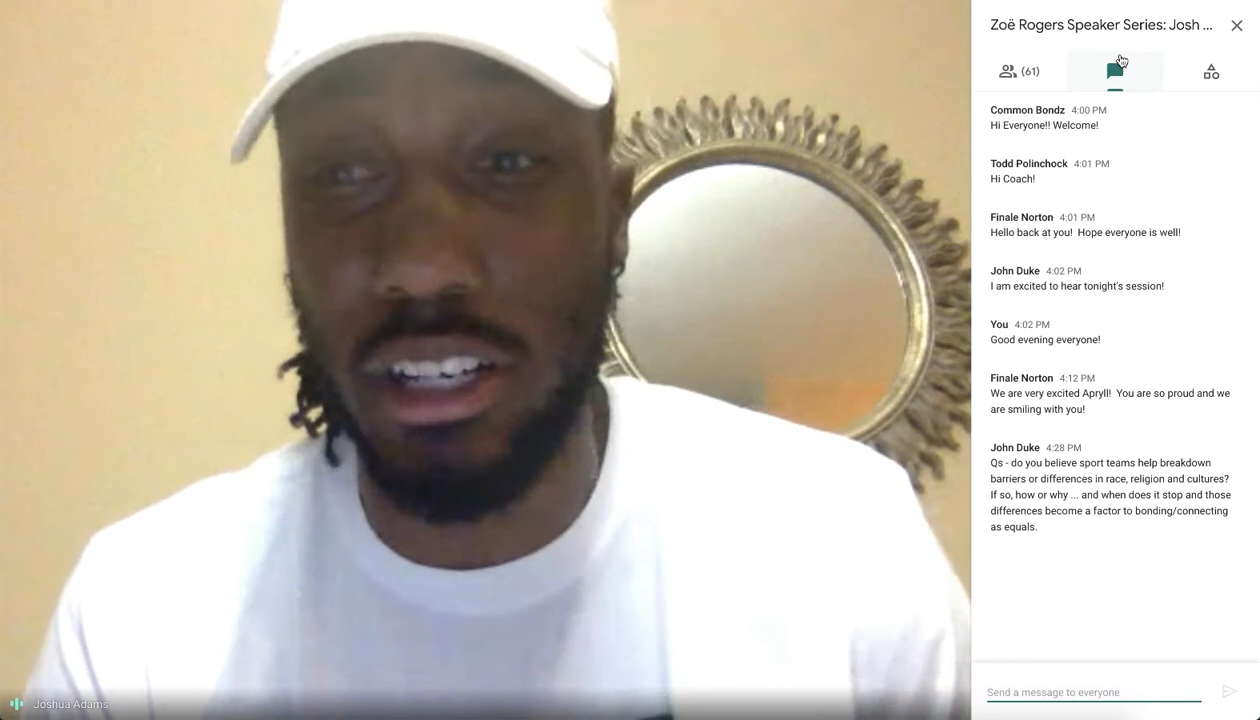 Zoë Rogers Speaker Series: Josh ...
(61)
Common Bondz 4:00 PM
Hi Everyone!! Welcome!
Todd Polinchock 4:01 PM
Hi Coach!
Finale Norton 4:01 PM
Hello back at you! Hope everyone is well!
John Duke 4:02 PM
I am excited to hear tonight's session!
You 4:02 PM
Good evening everyone!
Finale Norton 4:12 PM
We are very excited Apryll! You are so proud and we
are smiling with you!
John Duke 4:28 PM
Qs - do you believe sport teams help breakdown
barriers or differences in race, religion and cultures?
If so, how or why ... and when does it stop and those
differences become a factor to bonding/connecting
as equals.
Send a message to everyone
Joshua Adams